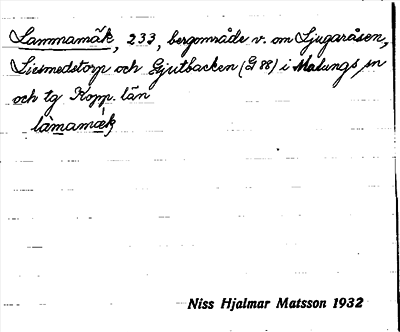 Lammamäk, 233, bergområde v. om Ljugaråsen,
Liesmedstorp och Gjutbacken (G 88) i Malungs sn
och tg Kopp. län
lamamæk
Niss Hjalmar Matsson 1932